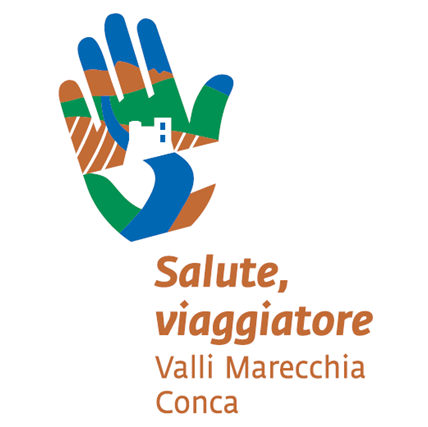 Salute,
viaggiatore
Valli Marecchia
Conca